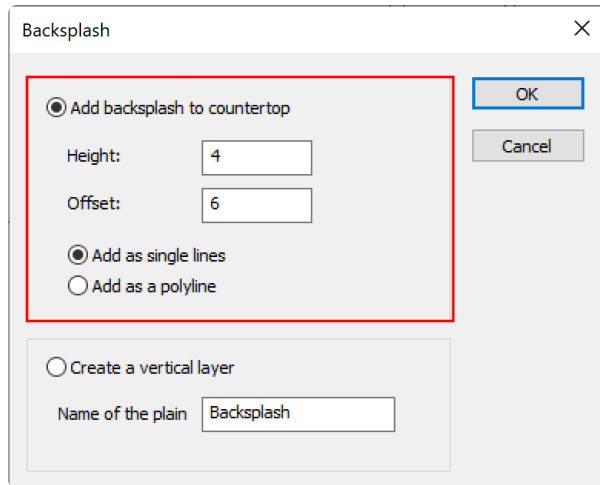 Backsplash
Add backsplash to countertop
OK
Height: 4
Cancel
Offset: 6
Add as single lines
Add as a polyline
Create a vertical layer
Name of the plain Backsplash